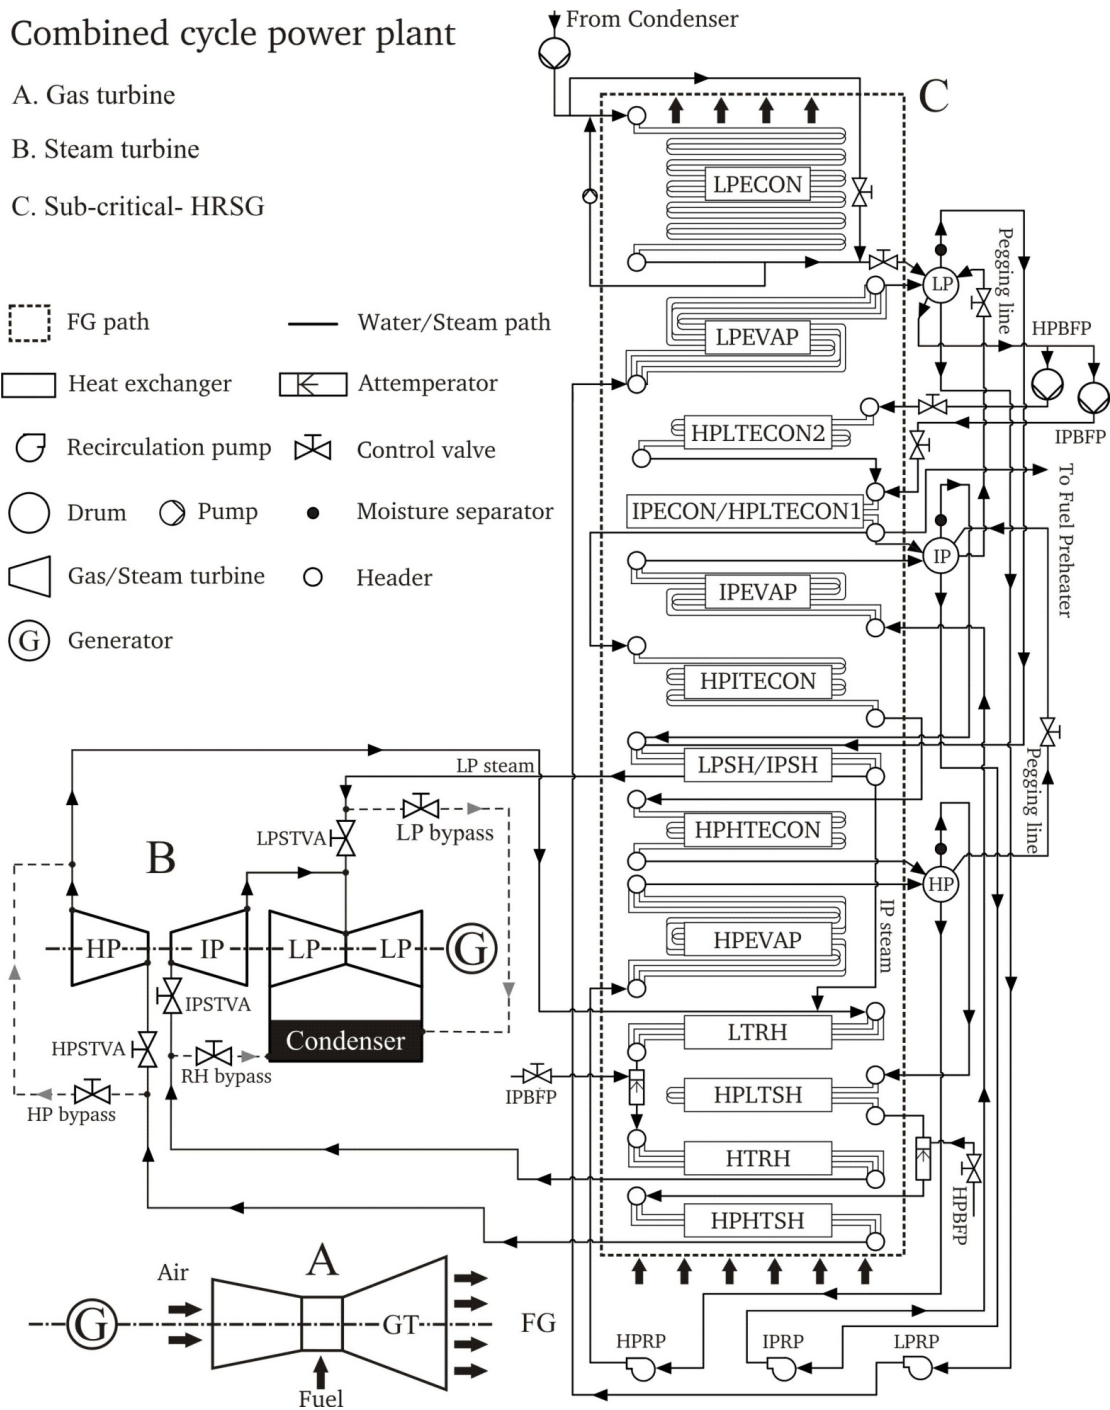 Combined cycle power plant
A. Gas turbine
B. Steam turbine
C. Sub-critical- HRSG
FG path
Water/Steam path
Heat exchanger
Attemperator
Recirculation pump
Control valve
Drum
Pump
Moisture separator
Gas/Steam turbine
Header
G
Generator
From Condenser
C
LPECON
LP
Pegging line
LPEVAP
HPBFP
HPLTECON2
IPBFP
IPECON/HPLTECON1
To Fuel Preheater
IP
IPEVAP
HPITECON
LP steam
LPSH/IPSH
Pegging line
LP bypass
LPSTVA
HPHTECON
B
HP
IP steam
HP
IP
LP
LP
G
HPEVAP
IPSTVA
Condenser
LTRH
HPSTVA
RH bypass
HP bypass
IPBFP
HPLTSH
HTRH
HPBFP
HPHTSH
A
Air
G
GT
FG
Fuel
HPRP
IPRP
LPRP